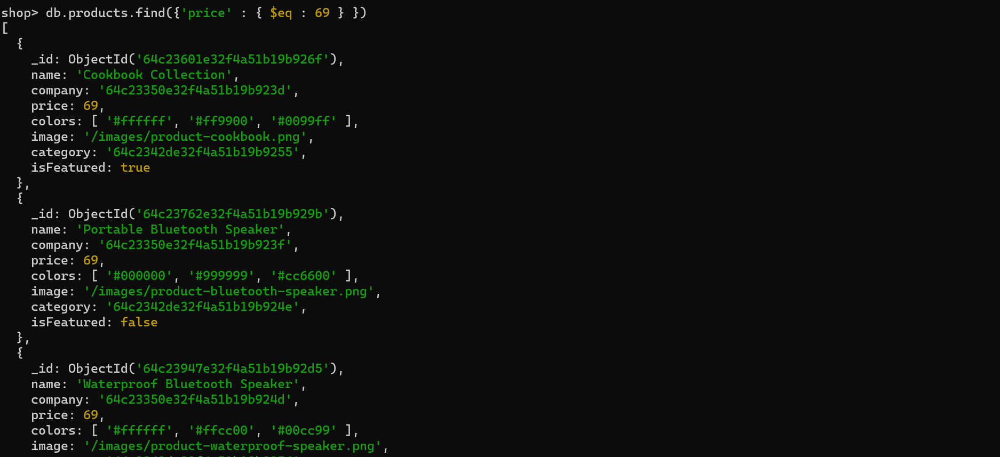 shop> db.products.find({'price' : { $eq : 69 } })
[
  {
    _id: ObjectId('64c23601e32f4a51b19b926f'),
    name: 'Cookbook Collection',
    company: '64c23350e32f4a51b19b923d',
    price: 69,
    colors: [ '#ffffff', '#ff9900', '#0099ff' ],
    image: '/images/product-cookbook.png',
    category: '64c2342de32f4a51b19b9255',
    isFeatured: true
  },
  {
    _id: ObjectId('64c23762e32f4a51b19b929b'),
    name: 'Portable Bluetooth Speaker',
    company: '64c23350e32f4a51b19b923f',
    price: 69,
    colors: [ '#000000', '#999999', '#cc6600' ],
    image: '/images/product-bluetooth-speaker.png',
    category: '64c2342de32f4a51b19b924e',
    isFeatured: false
  },
  {
    _id: ObjectId('64c23947e32f4a51b19b92d5'),
    name: 'Waterproof Bluetooth Speaker',
    company: '64c23350e32f4a51b19b924d',
    price: 69,
    colors: [ '#ffffff', '#ffcc00', '#00cc99' ],
    image: '/images/product-waterproof-speaker.png',